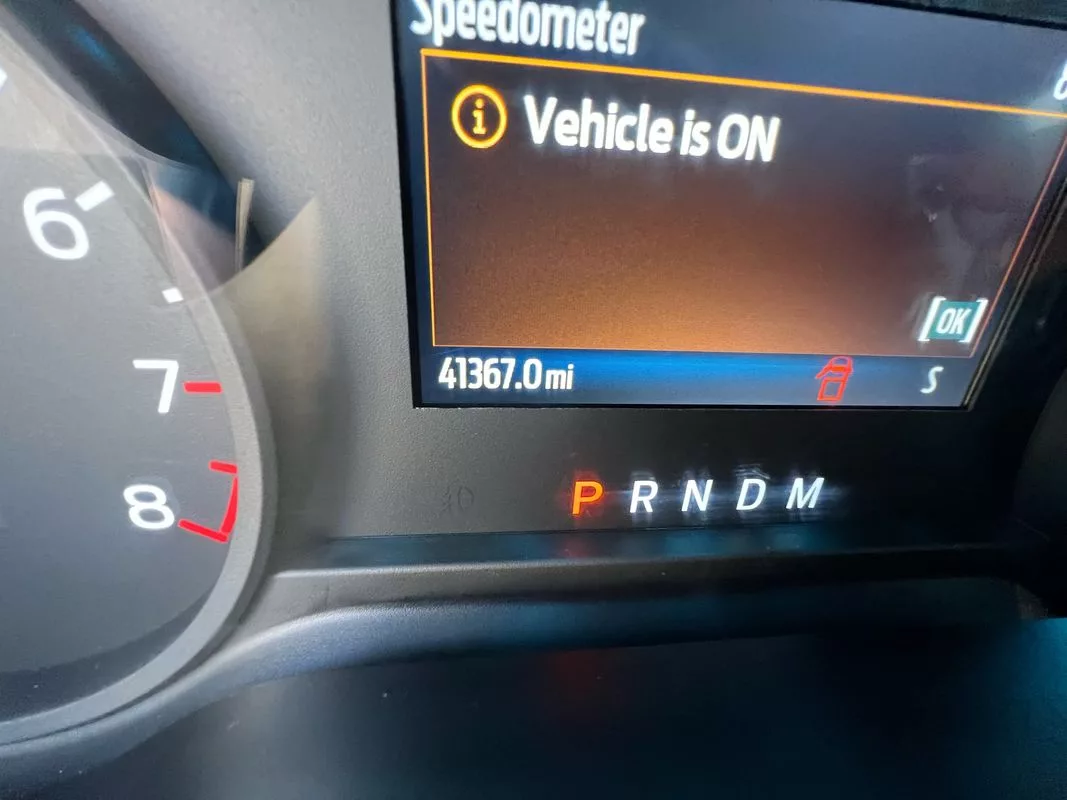 Speedometer
i Vehicle is ON
[OK]
41367.0 mi
S
P R N D M
6
7
8